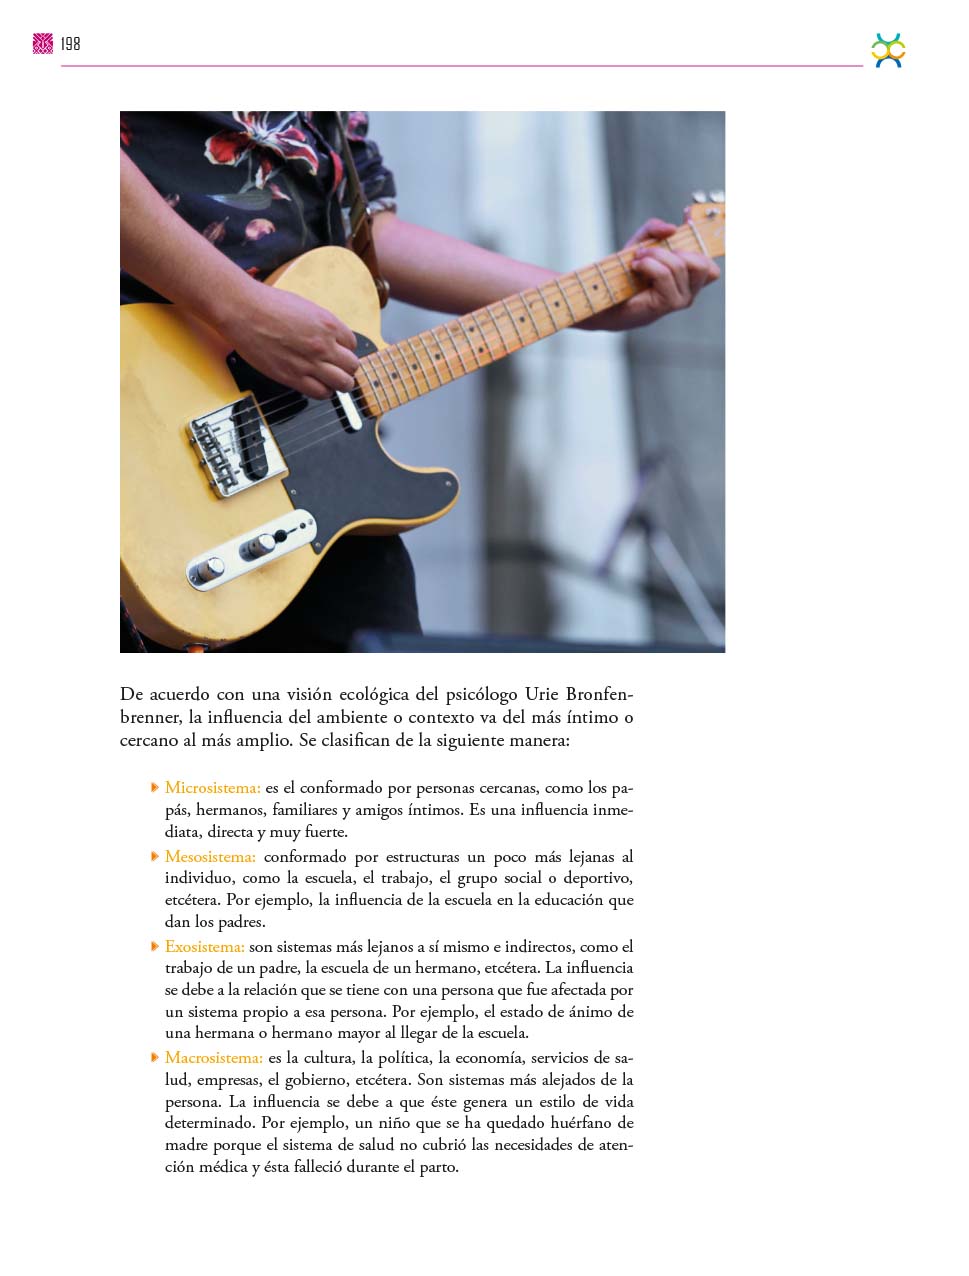 198
De acuerdo con una visión ecológica del psicólogo Urie Bronfen-
brenner, la influencia del ambiente o contexto va del más íntimo o
cercano al más amplio. Se clasifican de la siguiente manera:
Microsistema: es el conformado por personas cercanas, como los pa-
pás, hermanos, familiares y amigos íntimos. Es una influencia inme-
diata, directa y muy fuerte.
Mesosistema: conformado por estructuras un poco más lejanas al
individuo, como la escuela, el trabajo, el grupo social o deportivo,
etcétera. Por ejemplo, la influencia de la escuela en la educación que
dan los padres.
Exosistema: son sistemas más lejanos a sí mismo e indirectos, como el
trabajo de un padre, la escuela de un hermano, etcétera. La influencia
se debe a la relación que se tiene con una persona que fue afectada por
un sistema propio a esa persona. Por ejemplo, el estado de ánimo de
una hermana o hermano mayor al llegar de la escuela.
Macrosistema: es la cultura, la política, la economía, servicios de sa-
lud, empresas, el gobierno, etcétera. Son sistemas más alejados de la
persona. La influencia se debe a que éste genera un estilo de vida
determinado. Por ejemplo, un niño que se ha quedado huérfano de
madre porque el sistema de salud no cubrió las necesidades de aten-
ción médica y ésta falleció durante el parto.